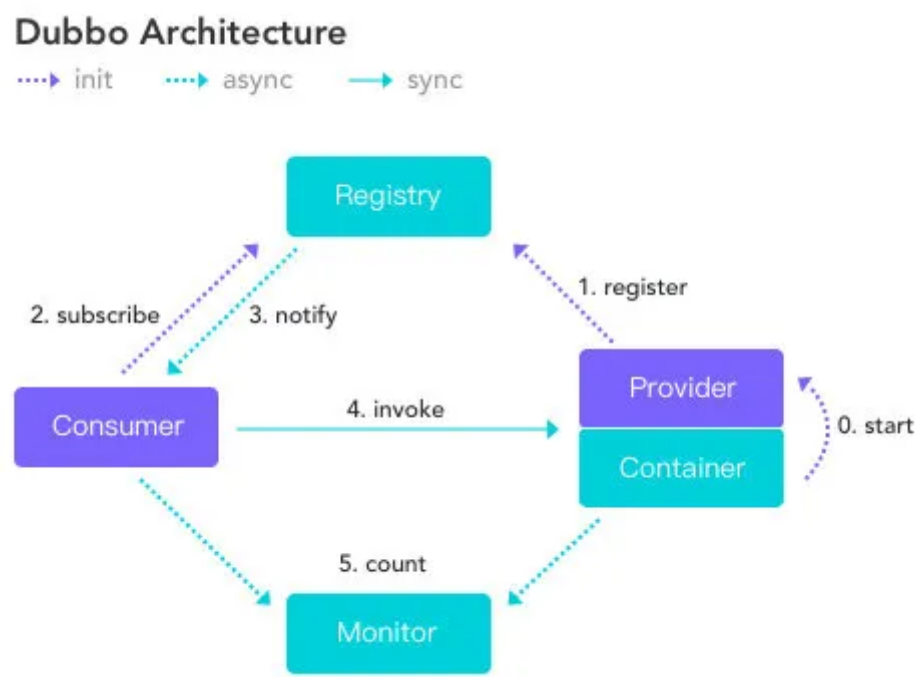 Dubbo Architecture
init async sync
Registry
1. register
2. subscribe 3. notify
Provider
4. invoke
Consumer
0. start
Container
5. count
Monitor